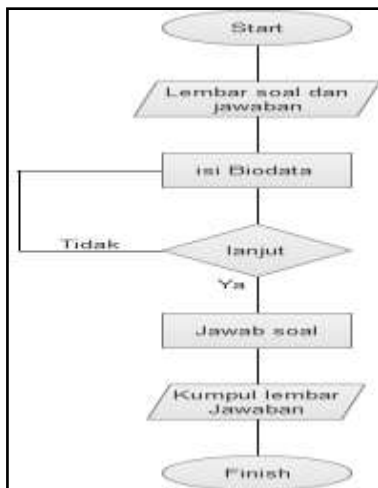 Start
Lembar soal dan
jawaban
isi Biodata
Tidak
lanjut
Ya
Jawab soal
Kumpul lembar
Jawaban
Finish